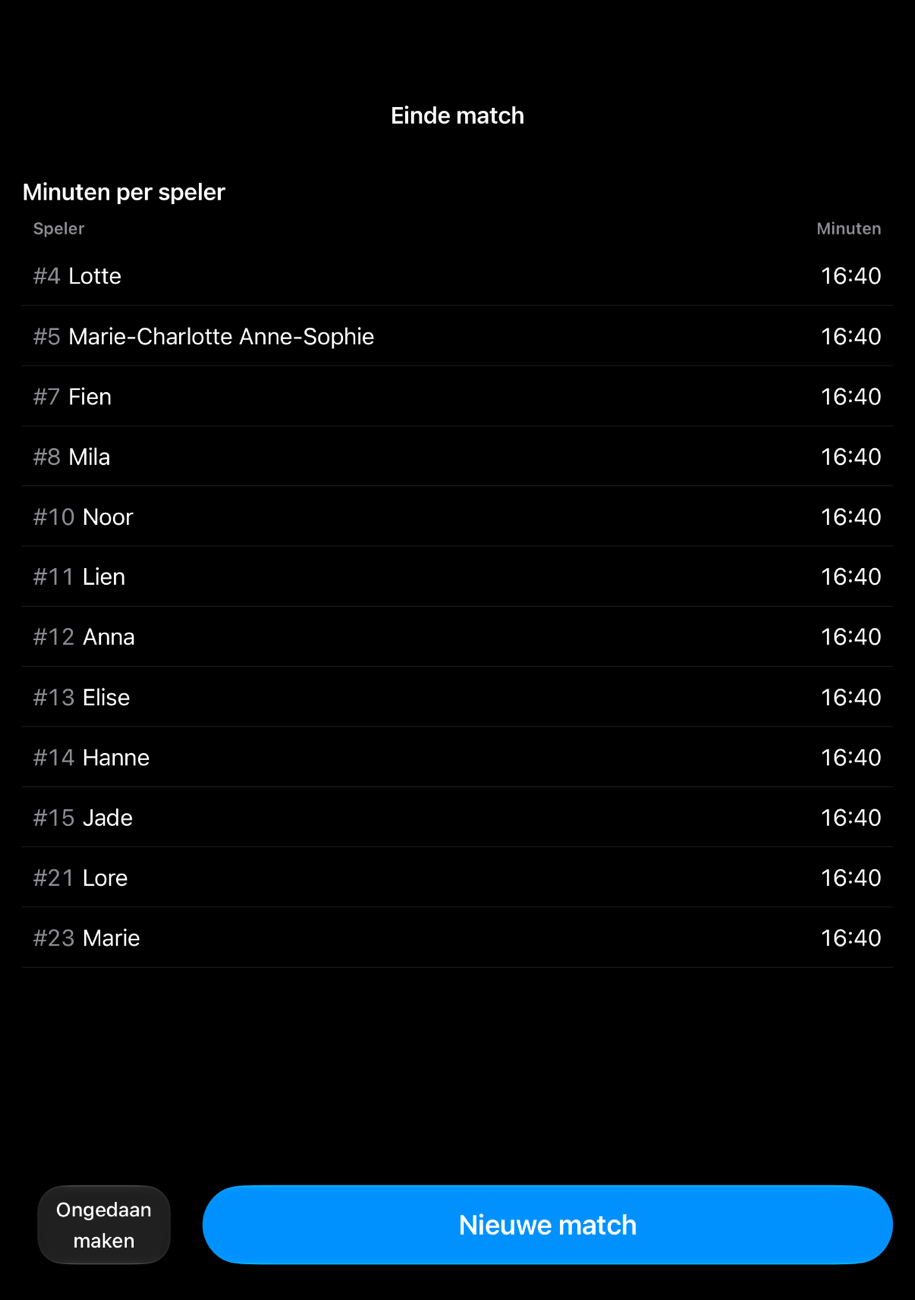 Einde match
Minuten per speler
Speler Minuten
#4 Lotte 16:40
#5 Marie-Charlotte Anne-Sophie 16:40
#7 Fien 16:40
#8 Mila 16:40
#10 Noor 16:40
#11 Lien 16:40
#12 Anna 16:40
#13 Elise 16:40
#14 Hanne 16:40
#15 Jade 16:40
#21 Lore 16:40
#23 Marie 16:40
Ongedaan
maken
Nieuwe match